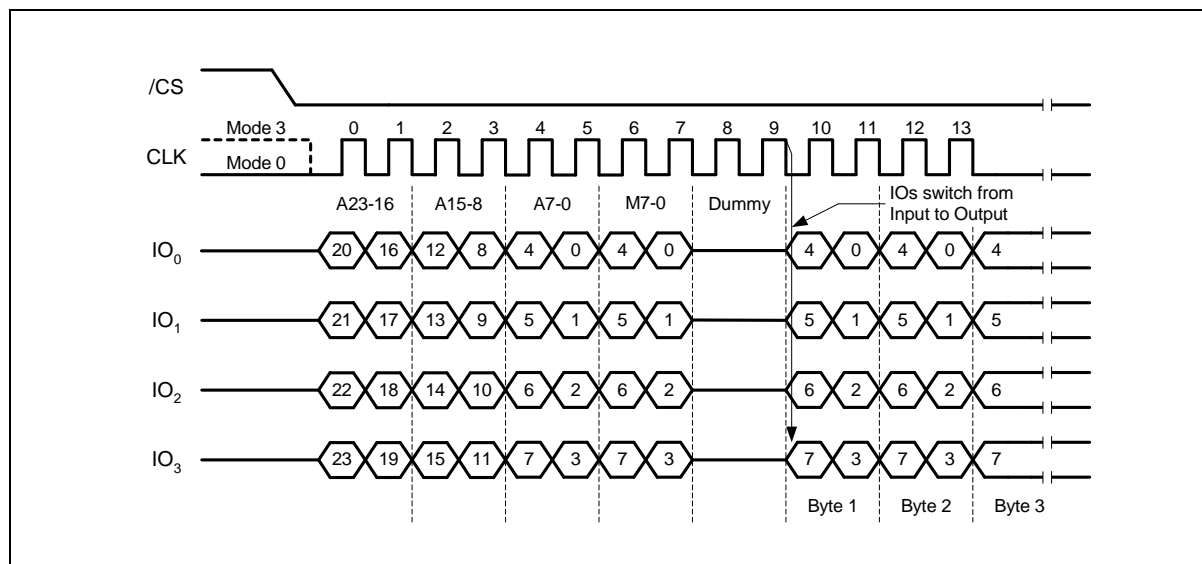 /CS
Mode 3 0 1 2 3 4 5 6 7 8 9 10 11 12 13
CLK
Mode 0
IOs switch from
Input to Output
A23-16 A15-8 A7-0 M7-0 Dummy
IO0 20 16 12 8 4 0 4 0 4 0 4 0 4
IO1 21 17 13 9 5 1 5 1 5 1 5 1 5
IO2 22 18 14 10 6 2 6 2 6 2 6 2 6
IO3 23 19 15 11 7 3 7 3 7 3 7 3 7
Byte 1 Byte 2 Byte 3